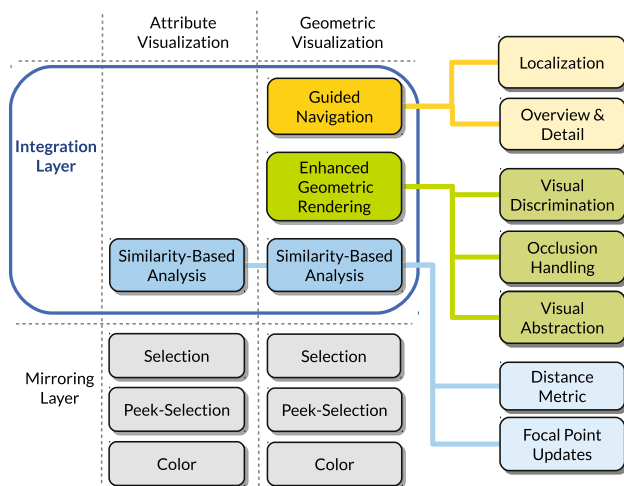 Attribute
Visualization
Geometric
Visualization
Integration
Layer
Guided
Navigation
Enhanced
Geometric
Rendering
Similarity-Based
Analysis
Similarity-Based
Analysis
Localization
Overview &
Detail
Visual
Discrimination
Occlusion
Handling
Visual
Abstraction
Distance
Metric
Focal Point
Updates
Mirroring
Layer
Selection
Selection
Peek-Selection
Peek-Selection
Color
Color